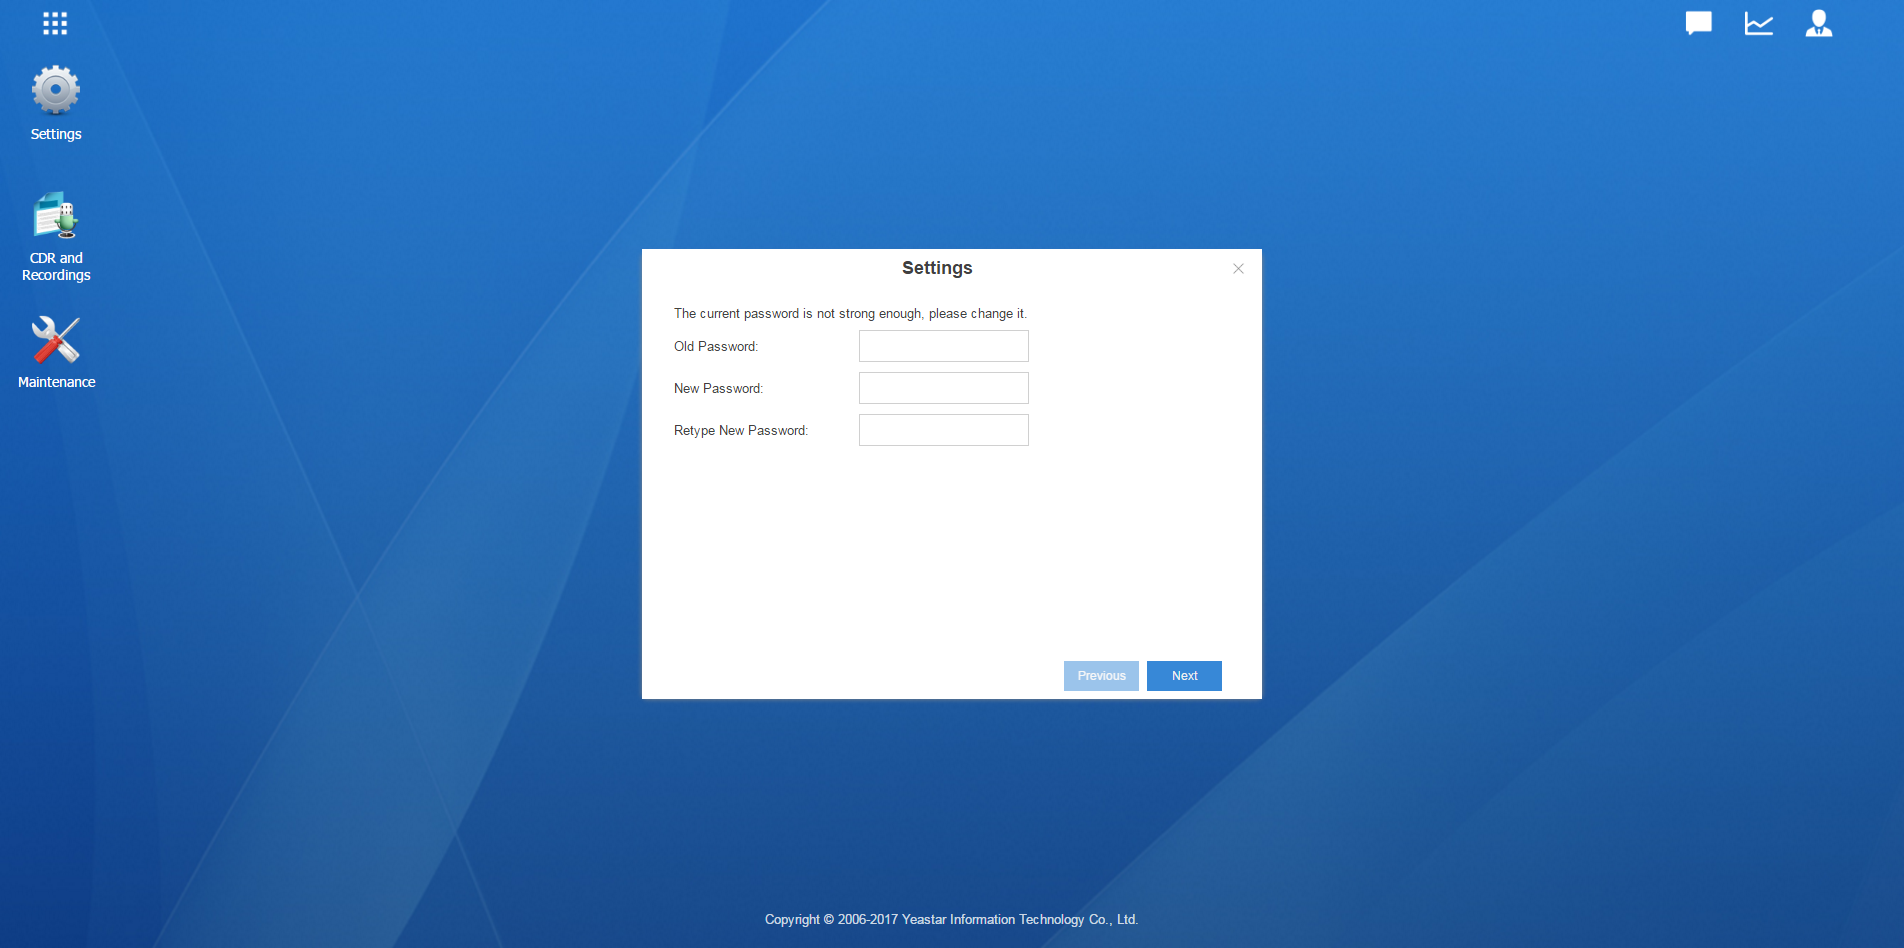 Settings
CDR and
Recordings
Maintenance
Settings
The current password is not strong enough, please change it.
Old Password:
New Password:
Retype New Password:
Previous
Next
Copyright © 2006-2017 Yeastar Information Technology Co., Ltd.